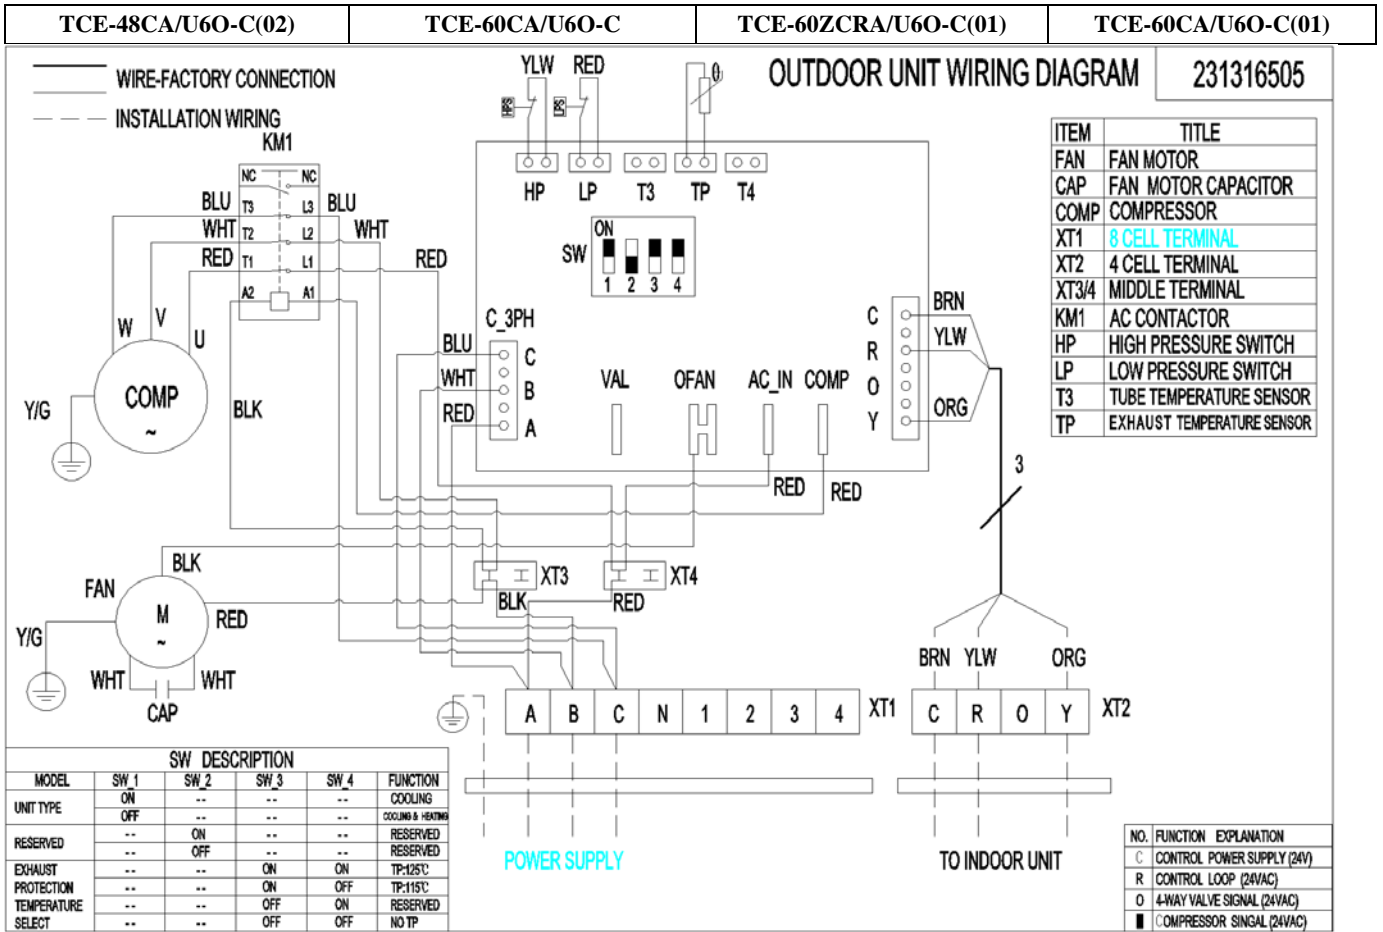 TCE-48CA/U6O-C(02) TCE-60CA/U6O-C TCE-60ZCRA/U6O-C(01) TCE-60CA/U6O-C(01)
WIRE-FACTORY CONNECTION
INSTALLATION WIRING
OUTDOOR UNIT WIRING DIAGRAM 231316505
ITEM TITLE
FAN FAN MOTOR
CAP FAN MOTOR CAPACITOR
COMP COMPRESSOR
XT1 8 CELL TERMINAL
XT2 4 CELL TERMINAL
XT3/4 MIDDLE TERMINAL
KM1 AC CONTACTOR
HP HIGH PRESSURE SWITCH
LP LOW PRESSURE SWITCH
T3 TUBE TEMPERATURE SENSOR
TP EXHAUST TEMPERATURE SENSOR
YLW RED
HPS LPS θ
HP LP T3 TP T4
KM1
NC NC
BLU T3 L3 BLU
WHT T2 L2 WHT
RED T1 L1 RED
A2 A1
ON
SW
1 2 3 4
W V U
COMP
~
Y/G
BLK
C_3PH
BLU C
WHT B
RED A
VAL OFAN AC_IN COMP
RED RED
C BRN
R YLW
O
Y ORG
3
BLK
FAN
M
~
RED
Y/G
WHT WHT
CAP
XT3 XT4
BLK RED
A B C N 1 2 3 4 XT1
POWER SUPPLY
BRN YLW ORG
C R O Y XT2
TO INDOOR UNIT
SW DESCRIPTION
MODEL SW_1 SW_2 SW_3 SW_4 FUNCTION
UNIT TYPE ON -- -- -- COOLING
OFF -- -- -- COOLING & HEATING
RESERVED -- ON -- -- RESERVED
-- OFF -- -- RESERVED
EXHAUST -- -- ON ON TP:125℃
PROTECTION -- -- ON OFF TP:115℃
TEMPERATURE -- -- OFF ON RESERVED
SELECT -- -- OFF OFF NO TP
NO. FUNCTION EXPLANATION
C CONTROL POWER SUPPLY (24V)
R CONTROL LOOP (24VAC)
O 4-WAY VALVE SIGNAL (24VAC)
COMPRESSOR SINGAL (24VAC)